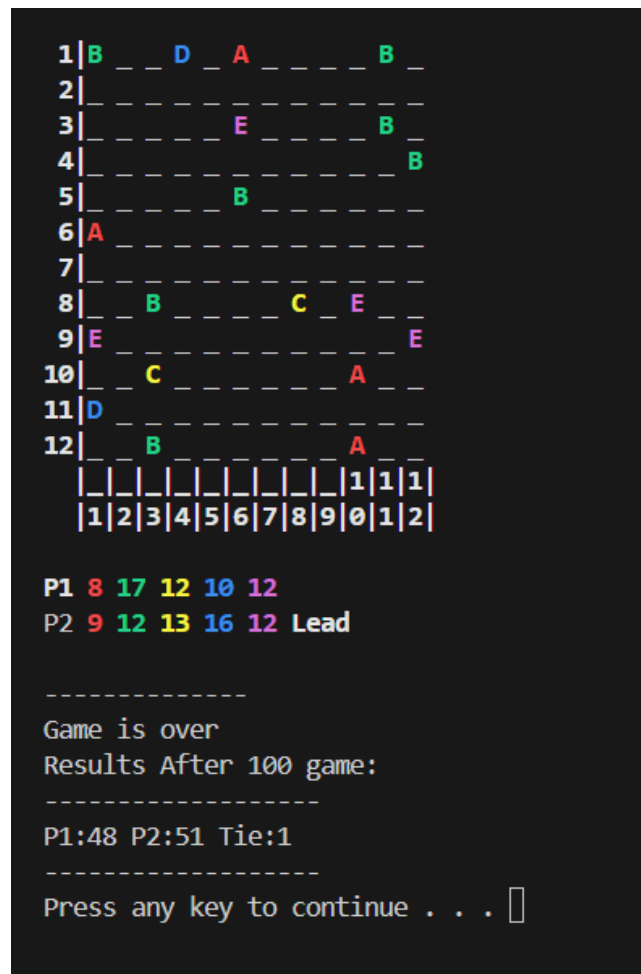 1|B _ _ D _ A _ _ _ _ B _
2|_ _ _ _ _ _ _ _ _ _ _ _
3|_ _ _ _ _ E _ _ _ _ B _
4|_ _ _ _ _ _ _ _ _ _ _ B
5|_ _ _ _ _ B _ _ _ _ _ _
6|A _ _ _ _ _ _ _ _ _ _ _
7|_ _ _ _ _ _ _ _ _ _ _ _
8|_ _ B _ _ _ _ C _ E _ _
9|E _ _ _ _ _ _ _ _ _ _ E
10|_ _ C _ _ _ _ _ _ A _ _
11|D _ _ _ _ _ _ _ _ _ _ _
12|_ _ B _ _ _ _ _ _ A _ _
|_|_|_|_|_|_|_|_|_|1|1|1|
|1|2|3|4|5|6|7|8|9|0|1|2|
P1 8 17 12 10 12
P2 9 12 13 16 12 Lead
--------------
Game is over
Results After 100 game:
-------------------
P1:48 P2:51 Tie:1
-------------------
Press any key to continue . . .